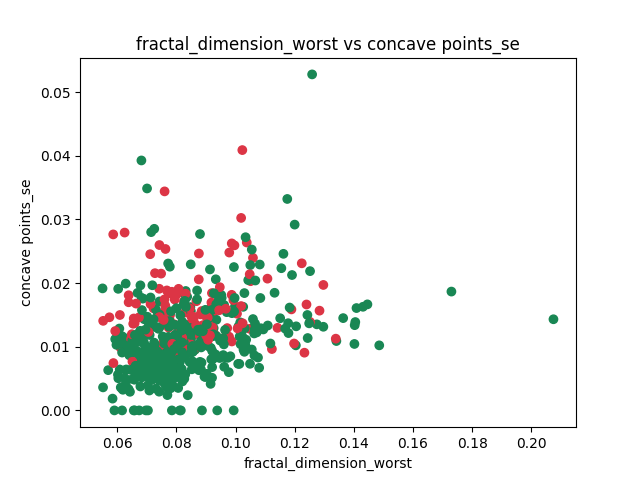 fractal_dimension_worst vs concave points_se
0.05
0.04
0.03
0.02
0.01
0.00
concave points_se
0.06 0.08 0.10 0.12 0.14 0.16 0.18 0.20
fractal_dimension_worst